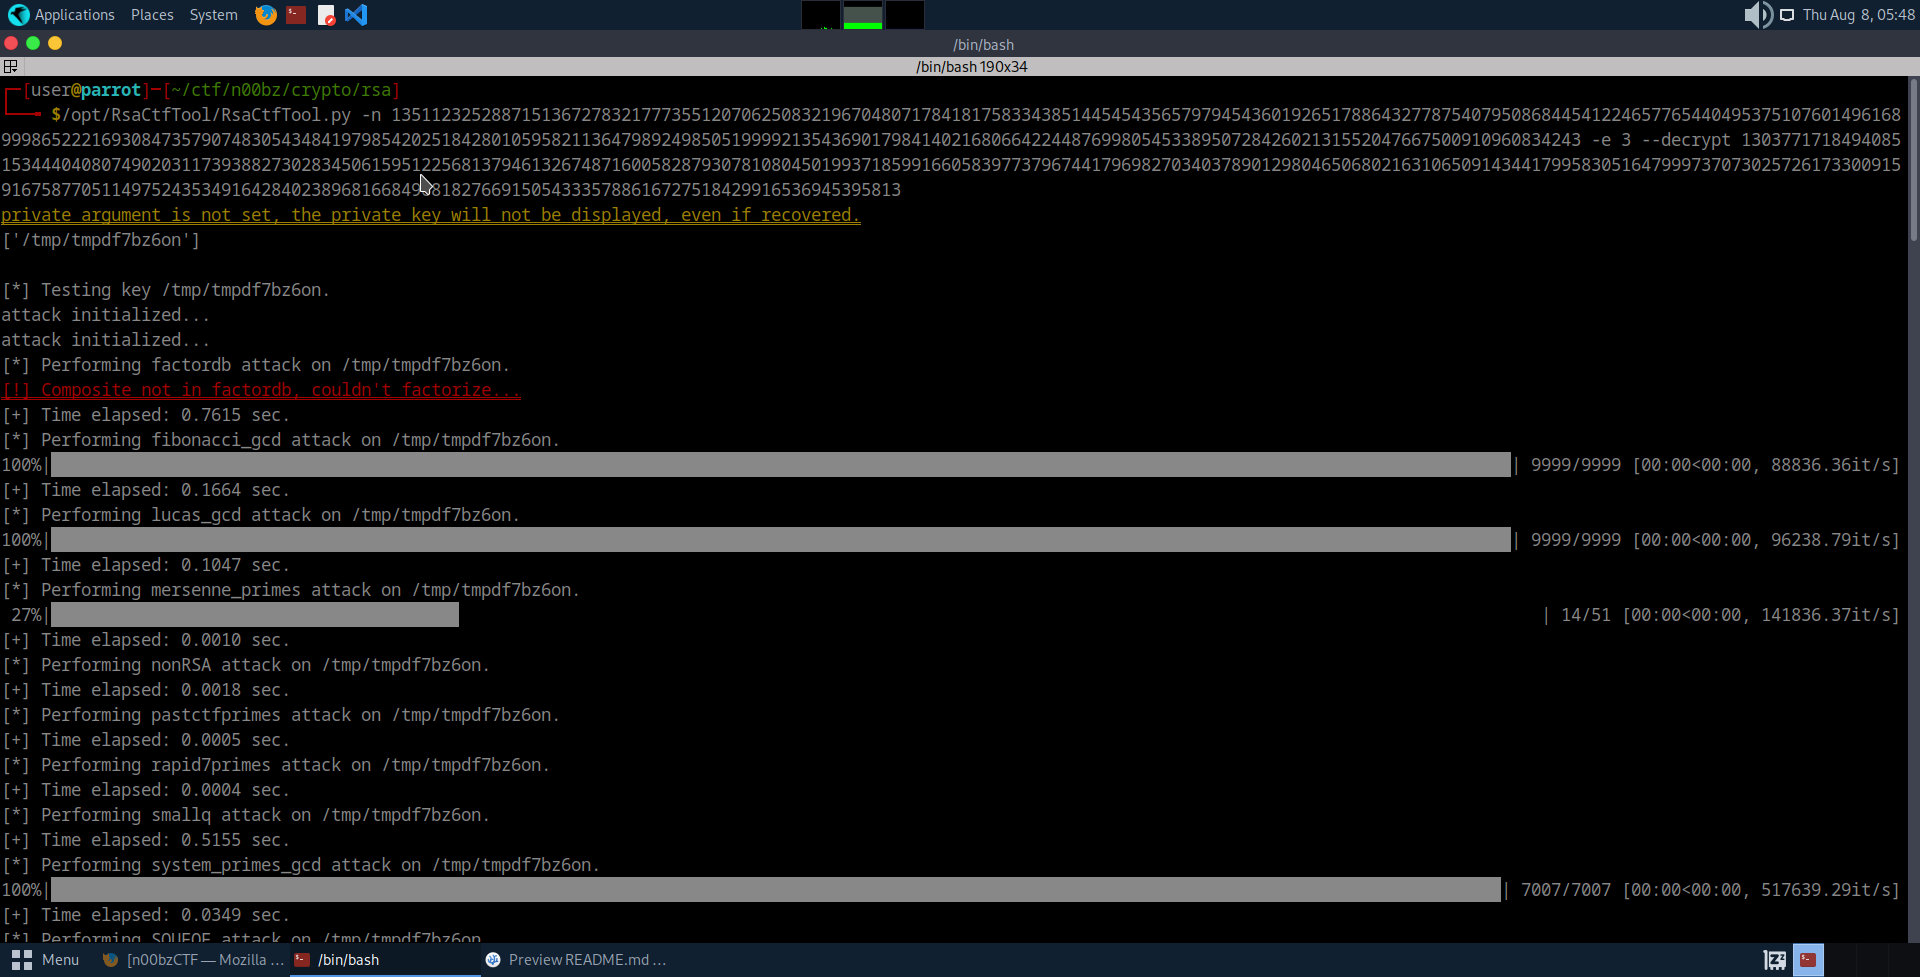 Applications Places System Thu Aug 8, 05:48
/bin/bash
/bin/bash 190x34
[user@parrot]─[~/ctf/n00bz/crypto/rsa]
$/opt/RsaCtfTool/RsaCtfTool.py -n 135112325288715136727832177735512070625083219670480717841817583343851445454356579794543601926517886432778754079508684454122465776544049537510760149616​8
999865222169308473579074830543484197985420251842801059582113647989249850519999213543690179841402168066422448769980545338950728426021315520476675009109608342​43 -e 3 --decrypt 13037717184940​85
1534440408074902031173938827302834506159512256813794613267487160058287930781080450199371859916605839773796744179698270340378901298046506802163106509143441799583051647999737073025726173300915
916758770511497524353491642840238968166849
8182766915054333578861672751842991653694539581​3
private argument is not set, the private key will not be displayed, even if recovered.
['/tmp/tmpdf7bz6on']
[*] Testing key /tmp/tmpdf7bz6on.
attack initialized...
attack initialized...
[*] Performing factordb attack on /tmp/tmpdf7bz6on.
[!] Composite not in factordb, couldn't factorize...
[+] Time elapsed: 0.7615 sec.
[*] Performing fibonacci_gcd attack on /tmp/tmpdf7bz6on.
100%| | 9999/9999 [00:00<00:00, 88836.36it/s]
[+] Time elapsed: 0.1664 sec.
[*] Performing lucas_gcd attack on /tmp/tmpdf7bz6on.
100%| | 9999/9999 [00:00<00:00, 96238.79it/s]
[+] Time elapsed: 0.1047 sec.
[*] Performing mersenne_primes attack on /tmp/tmpdf7bz6on.
27%| | 14/51 [00:00<00:00, 141836.37it/s]
[+] Time elapsed: 0.0010 sec.
[*] Performing nonRSA attack on /tmp/tmpdf7bz6on.
[+] Time elapsed: 0.0018 sec.
[*] Performing pastctfprimes attack on /tmp/tmpdf7bz6on.
[+] Time elapsed: 0.0005 sec.
[*] Performing rapid7primes attack on /tmp/tmpdf7bz6on.
[+] Time elapsed: 0.0004 sec.
[*] Performing smallq attack on /tmp/tmpdf7bz6on.
[+] Time elapsed: 0.5155 sec.
[*] Performing system_primes_gcd attack on /tmp/tmpdf7bz6on.
100%| | 7007/7007 [00:00<00:00, 517639.29it/s]
[+] Time elapsed: 0.0349 sec.
[*] Performing SQUFOF attack on /tmp/tmpdf7bz6on.
Menu [n00bzCTF — Mozilla ... /bin/bash Preview README.md ...